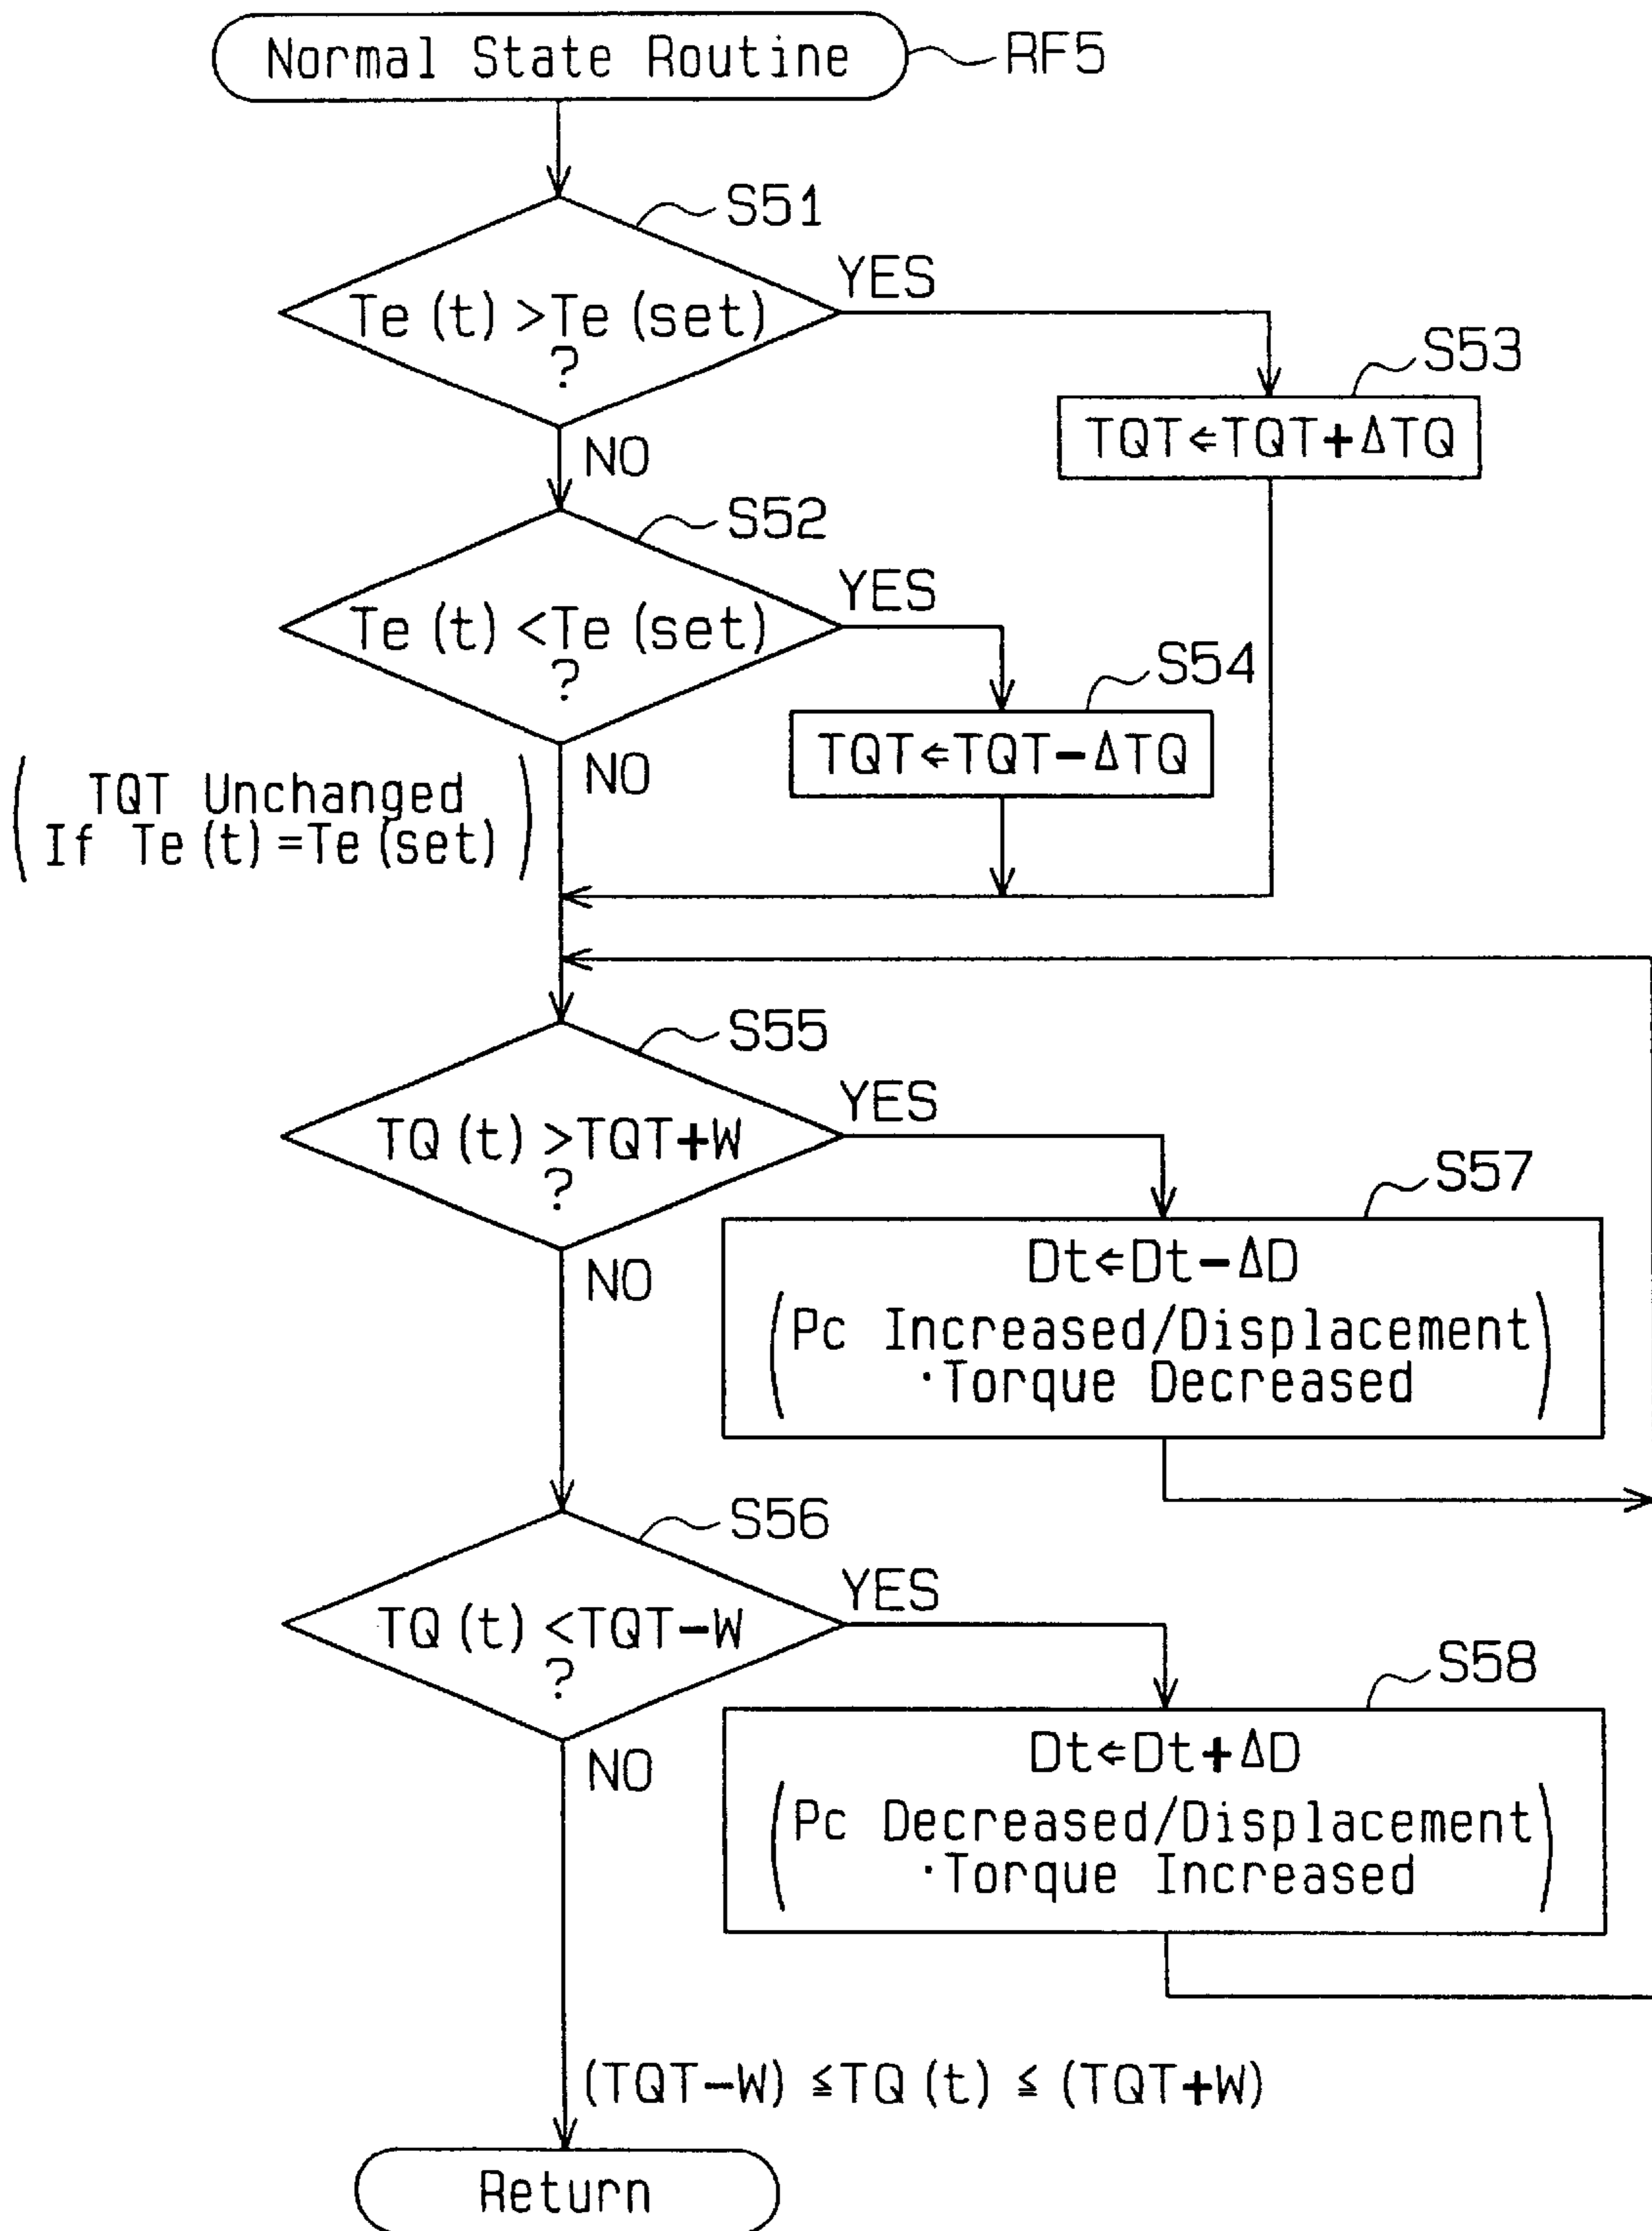 Normal State Routine
RF5
S51
Te (t) >Te (set)
?
YES
NO
S53
TQT⇐TQT+ΔTQ
S52
Te (t) <Te (set)
?
YES
NO
S54
TQT⇐TQT−ΔTQ
( TQT Unchanged
If Te (t) =Te (set) )
S55
TQ (t) >TQT+W
?
YES
NO
S57
Dt⇐Dt−ΔD
(Pc Increased/Displacement
·Torque Decreased)
S56
TQ (t) <TQT−W
?
YES
NO
S58
Dt⇐Dt+ΔD
(Pc Decreased/Displacement
·Torque Increased)
(TQT−W) ≦TQ (t) ≦ (TQT+W)
Return